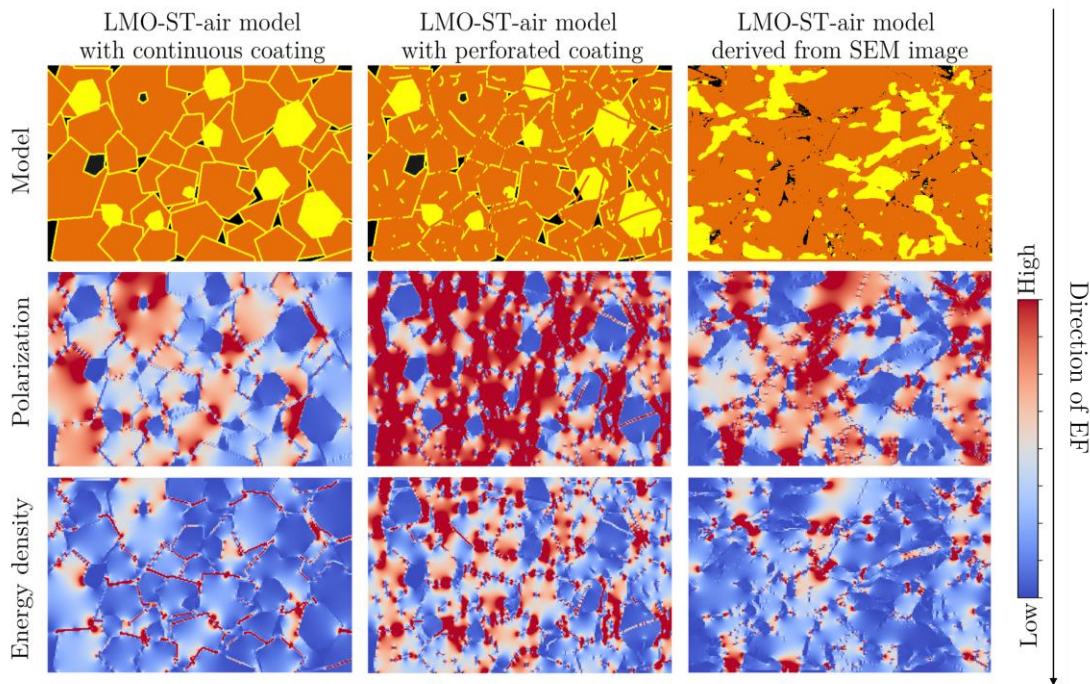 LMO-ST-air model
with continuous coating
LMO-ST-air model
with perforated coating
LMO-ST-air model
derived from SEM image
Model
Polarization
Energy density
High
Low
Direction of EF